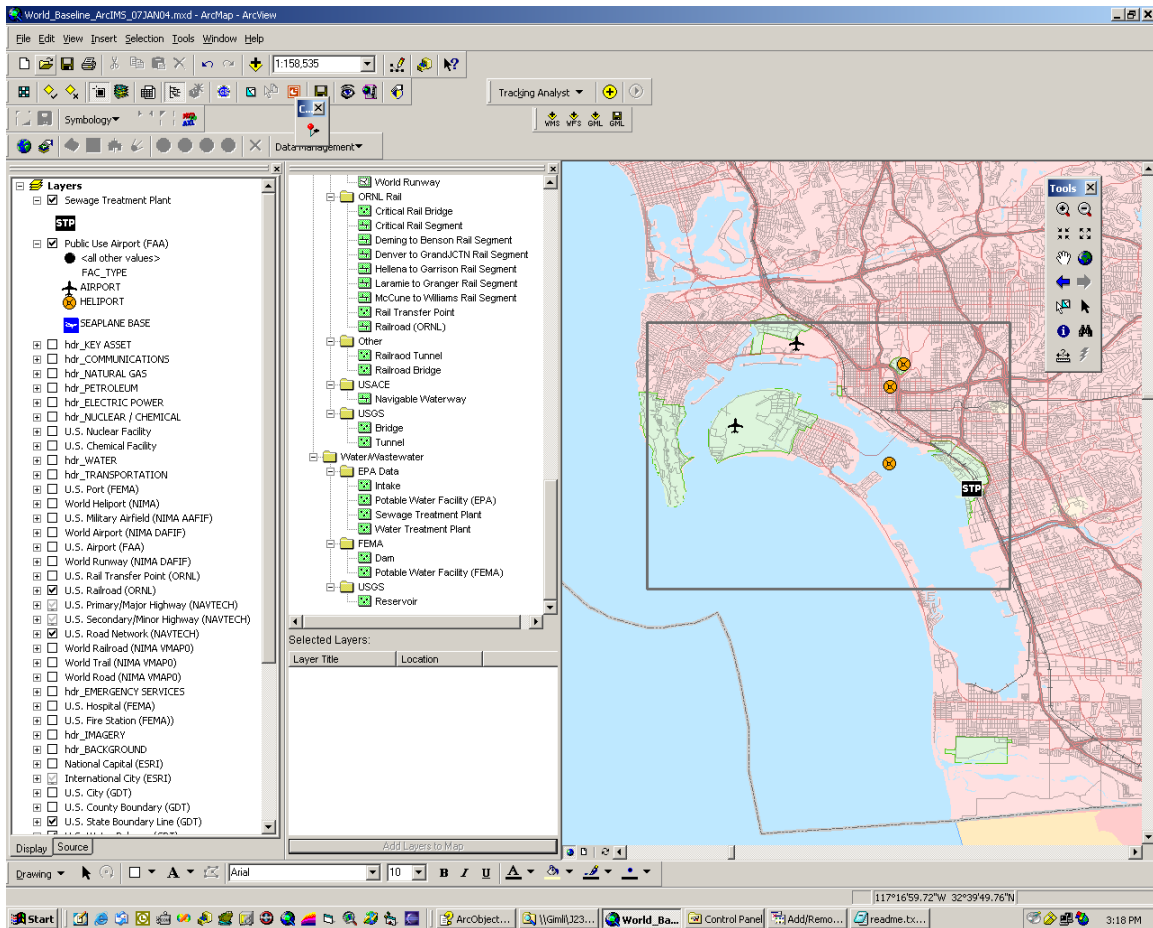 World_Baseline_ArcIMS_07JAN04.mxd - ArcMap - ArcView
File Edit View Insert Selection Tools Window Help
1:158,535
Tracking Analyst
C...
Symbology
WMS WFS GML GML
Data Management
Layers
Sewage Treatment Plant
STP
Public Use Airport (FAA)
<all other values>
FAC_TYPE
AIRPORT
HELIPORT
SEAPLANE BASE
hdr_KEY ASSET
hdr_COMMUNICATIONS
hdr_NATURAL GAS
hdr_PETROLEUM
hdr_ELECTRIC POWER
hdr_NUCLEAR / CHEMICAL
U.S. Nuclear Facility
U.S. Chemical Facility
hdr_WATER
hdr_TRANSPORTATION
U.S. Port (FEMA)
World Heliport (NIMA)
U.S. Military Airfield (NIMA AAFIF)
World Airport (NIMA DAFIF)
U.S. Airport (FAA)
World Runway (NIMA DAFIF)
U.S. Rail Transfer Point (ORNL)
U.S. Railroad (ORNL)
U.S. Primary/Major Highway (NAVTECH)
U.S. Secondary/Minor Highway (NAVTECH)
U.S. Road Network (NAVTECH)
World Railroad (NIMA VMAP0)
World Trail (NIMA VMAP0)
World Road (NIMA VMAP0)
hdr_EMERGENCY SERVICES
U.S. Hospital (FEMA)
U.S. Fire Station (FEMA))
hdr_IMAGERY
hdr_BACKGROUND
National Capital (ESRI)
International City (ESRI)
U.S. City (GDT)
U.S. County Boundary (GDT)
U.S. State Boundary Line (GDT)
Display Source
World Runway
ORNL Rail
Critical Rail Bridge
Critical Rail Segment
Deming to Benson Rail Segment
Denver to GrandJCTN Rail Segment
Hellena to Garrison Rail Segment
Laramie to Granger Rail Segment
McCune to Williams Rail Segment
Rail Transfer Point
Railroad (ORNL)
Other
Railraod Tunnel
Railroad Bridge
USACE
Navigable Waterway
USGS
Bridge
Tunnel
Water/Wastewater
EPA Data
Intake
Potable Water Facility (EPA)
Sewage Treatment Plant
Water Treatment Plant
FEMA
Dam
Potable Water Facility (FEMA)
USGS
Reservoir
Selected Layers:
Layer Title Location
Add Layers to Map
Tools
STP
Drawing A Arial 10 B I U A
117°16'59.72"W 32°39'49.76"N
Start ArcObject... \\Gimli\J23... World_Ba... Control Panel Add/Remo... readme.tx... 3:18 PM